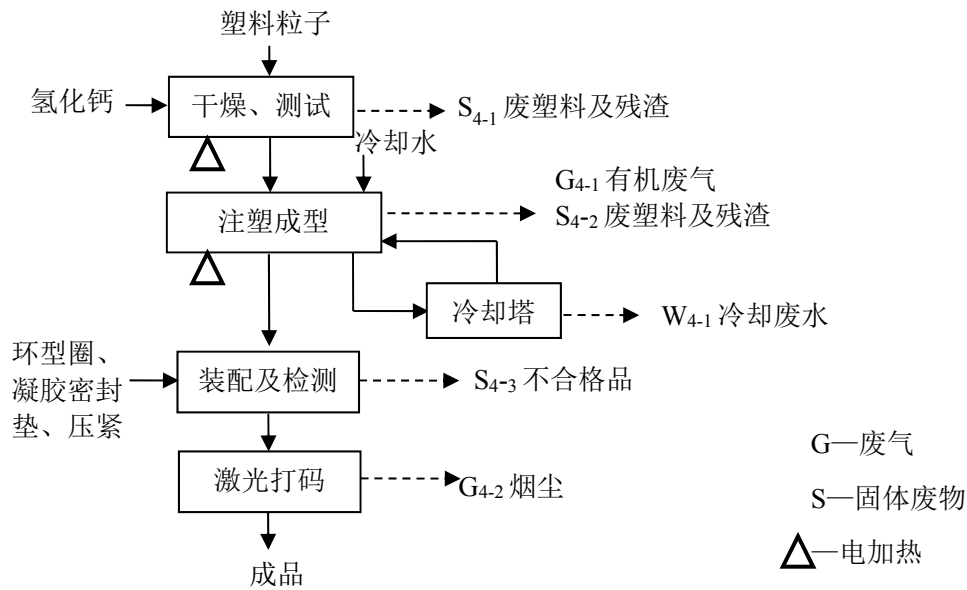 塑料粒子
氢化钙
干燥、测试
S4-1 废塑料及残渣
冷却水
G4-1 有机废气
S4-2 废塑料及残渣
注塑成型
冷却塔
W4-1 冷却废水
环型圈、
凝胶密封
垫、压紧
装配及检测
S4-3 不合格品
激光打码
G4-2 烟尘
成品
G—废气
S—固体废物
—电加热